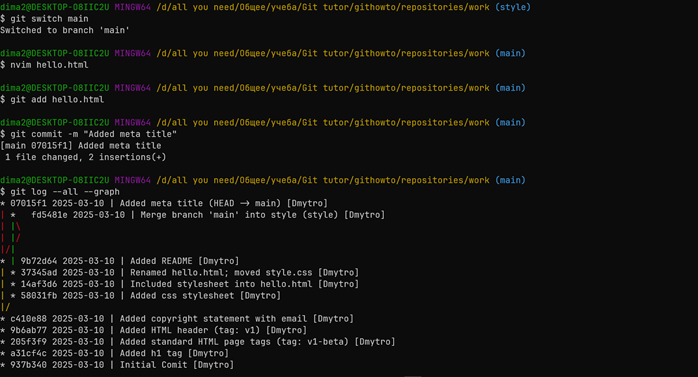 dima2@DESKTOP-O8IIC2U MINGW64 /d/all you need/Общее/учеба/Git tutor/githowto/repositories/work (style)
$ git switch main
Switched to branch 'main'
dima2@DESKTOP-O8IIC2U MINGW64 /d/all you need/Общее/учеба/Git tutor/githowto/repositories/work (main)
$ nvim hello.html
dima2@DESKTOP-O8IIC2U MINGW64 /d/all you need/Общее/учеба/Git tutor/githowto/repositories/work (main)
$ git add hello.html
dima2@DESKTOP-O8IIC2U MINGW64 /d/all you need/Общее/учеба/Git tutor/githowto/repositories/work (main)
$ git commit -m "Added meta title"
[main 07015f1] Added meta title
 1 file changed, 2 insertions(+)
dima2@DESKTOP-O8IIC2U MINGW64 /d/all you need/Общее/учеба/Git tutor/githowto/repositories/work (main)
$ git log --all --graph
* 07015f1 2025-03-10 | Added meta title (HEAD -> main) [Dmytro]
| *   fd5481e 2025-03-10 | Merge branch 'main' into style (style) [Dmytro]
| |\
| |/
|/|
* | 9b72d64 2025-03-10 | Added README [Dmytro]
| * 37345ad 2025-03-10 | Renamed hello.html; moved style.css [Dmytro]
| * 14af3d6 2025-03-10 | Included stylesheet into hello.html [Dmytro]
| * 58031fb 2025-03-10 | Added css stylesheet [Dmytro]
|/
* c410e88 2025-03-10 | Added copyright statement with email [Dmytro]
* 9b6ab77 2025-03-10 | Added HTML header (tag: v1) [Dmytro]
* 205f3f9 2025-03-10 | Added standard HTML page tags (tag: v1-beta) [Dmytro]
* a31cf4c 2025-03-10 | Added h1 tag [Dmytro]
* 937b340 2025-03-10 | Initial Comit [Dmytro]